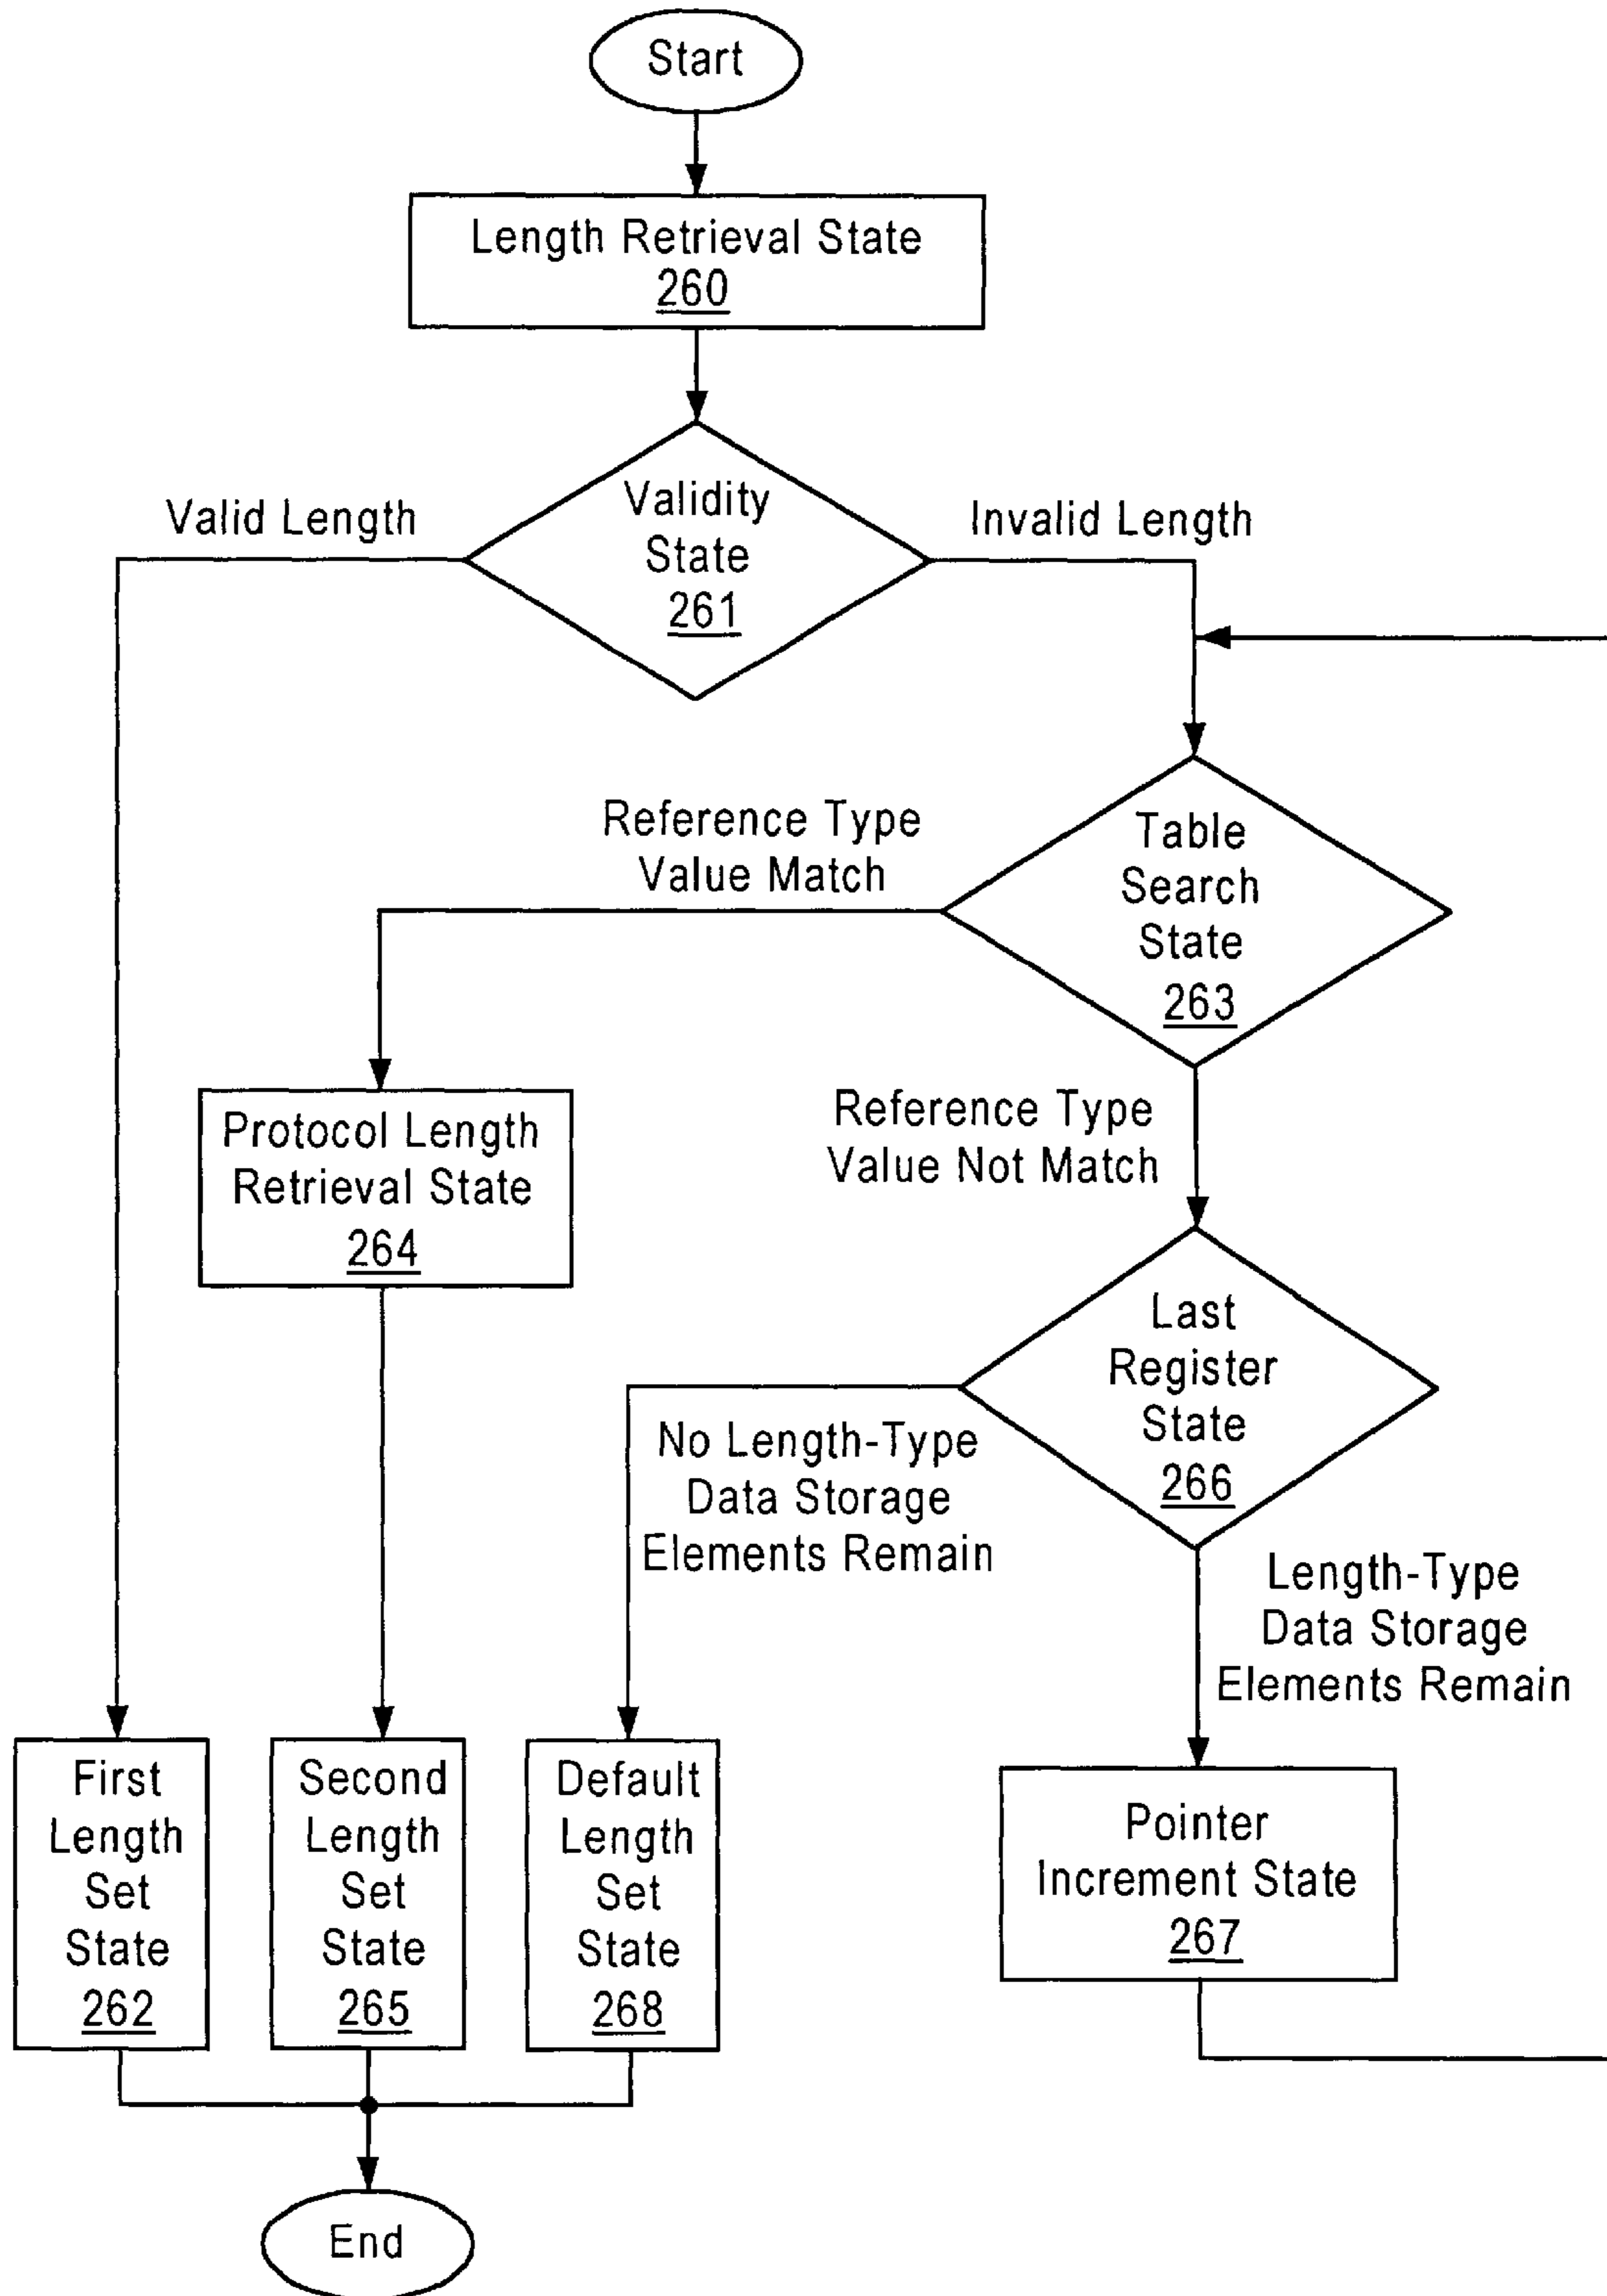 Start
Length Retrieval State
260
Validity
State
261
Valid Length
Invalid Length
Table
Search
State
263
Reference Type
Value Match
Reference Type
Value Not Match
Protocol Length
Retrieval State
264
Last
Register
State
266
No Length-Type
Data Storage
Elements Remain
Length-Type
Data Storage
Elements Remain
First
Length
Set
State
262
Second
Length
Set
State
265
Default
Length
Set
State
268
Pointer
Increment State
267
End